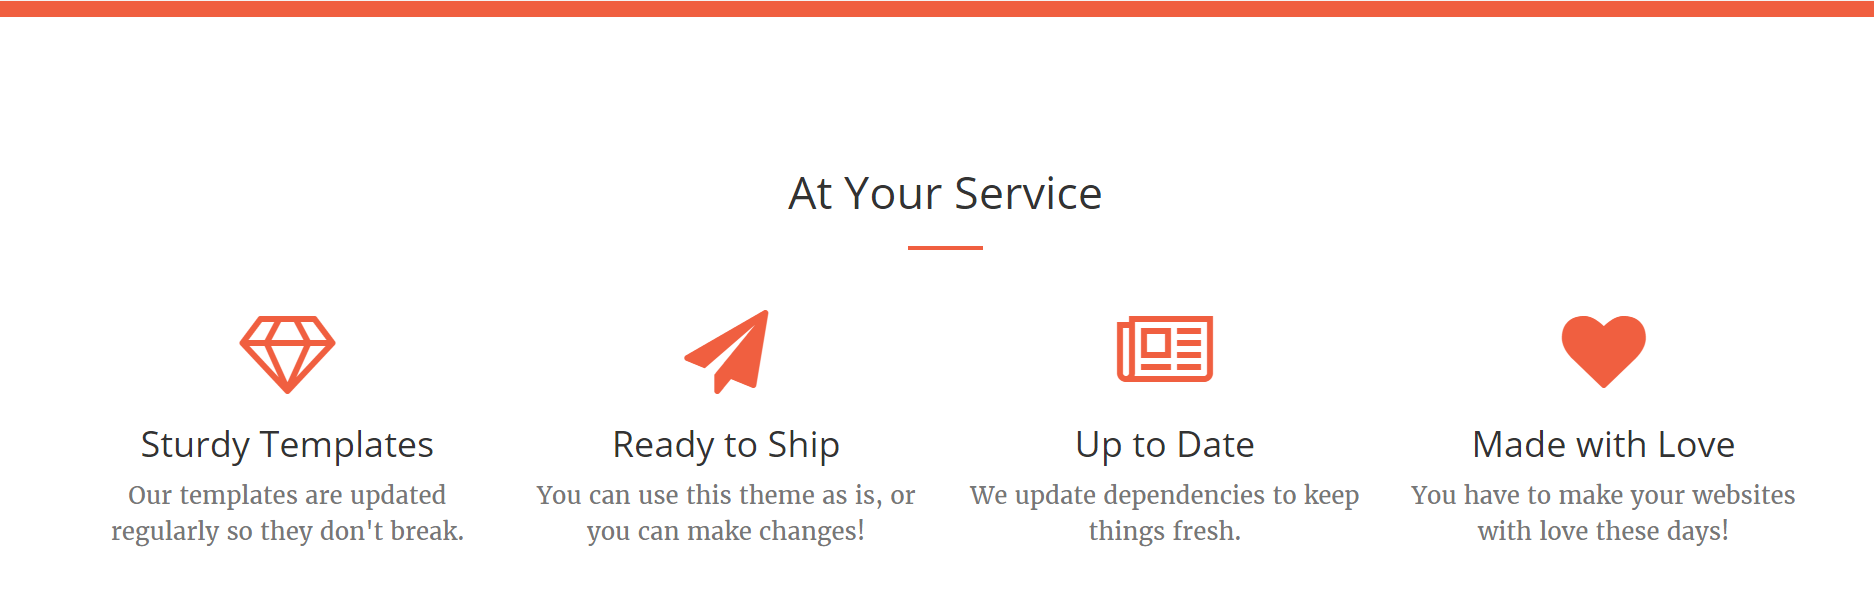 At Your Service
Sturdy Templates
Our templates are updated
regularly so they don't break.
Ready to Ship
You can use this theme as is, or
you can make changes!
Up to Date
We update dependencies to keep
things fresh.
Made with Love
You have to make your websites
with love these days!